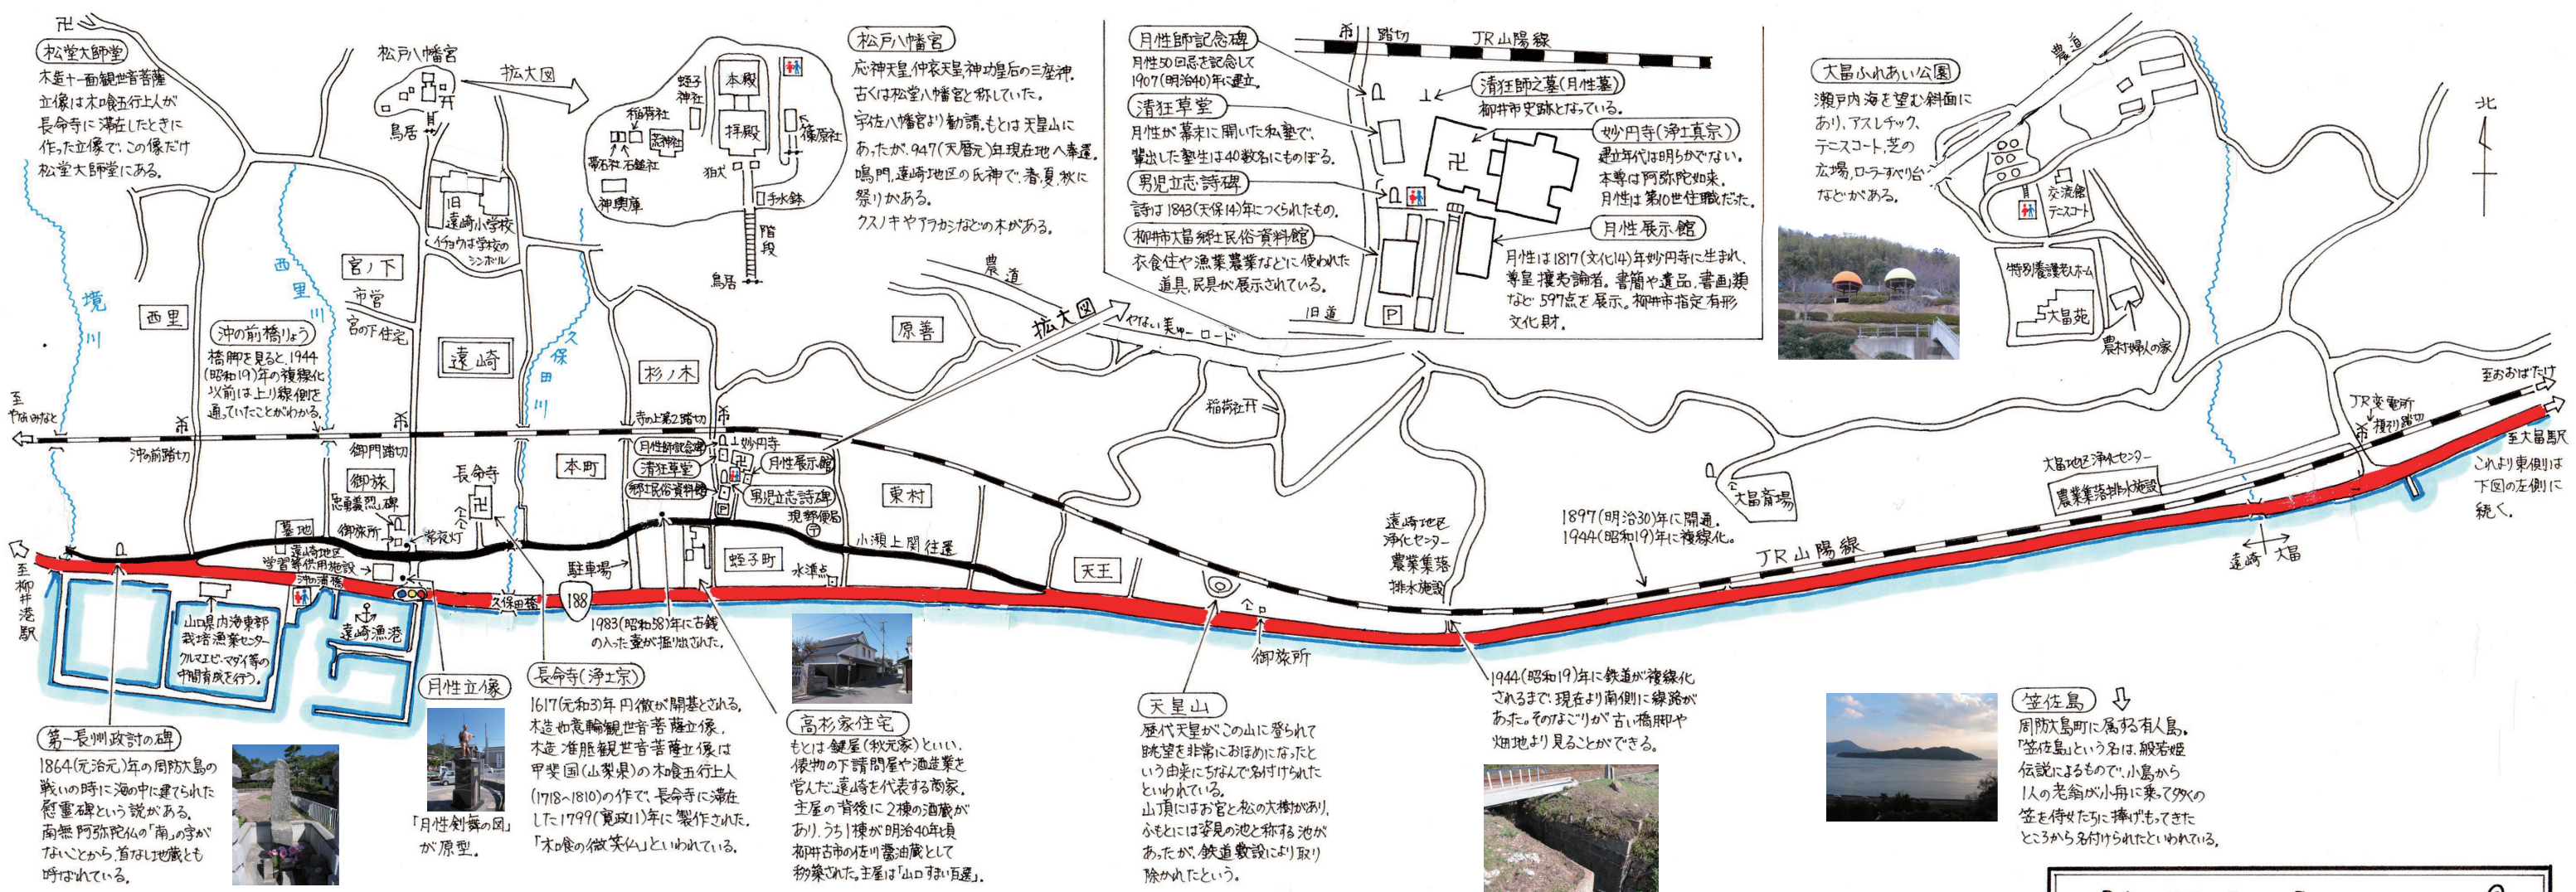 卍
松堂大師堂
木造十一面観世音菩薩
立像は木喰五行上人が
長命寺に滞在したときに
作った立像で、この像だけ
松堂大師堂にある。
松戸八幡宮
鳥居
拡大図
旧
遠崎小学校
イチョウは学校の
シンボル
蛭子
神社
本殿
稲荷社
荒神社
拝殿
篠原社
帯石社
石鎚社
狛犬
神輿庫
手水鉢
階段
鳥居
松戸八幡宮
応神天皇、仲哀天皇、神功皇后の三座神。
古くは松堂八幡宮と称していた。
宇佐八幡宮より勧請。もとは天皇山に
あったが、947(天暦元)年現在地へ奉遷。
鳴門、遠崎地区の氏神で、春、夏、秋に
祭りがある。
クスノキやアラカシなどの木がある。
月性師記念碑
月性50回忌を記念して
1907(明治40)年に建立。
清狂草堂
月性が幕末に開いた私塾で、
輩出した塾生は40数名にものぼる。
男児立志詩碑
詩は1843(天保14)年につくられたもの。
柳井市大畠郷土民俗資料館
衣食住や漁業、農業などに使われた
道具、民具が展示されている。
踏切
JR山陽線
清狂師之墓(月性墓)
柳井市史跡となっている。
妙円寺(浄土真宗)
建立年代は明らかでない。
本尊は阿弥陀如来。
月性は第10世住職だった。
卍
月性展示館
月性は1817(文化14)年妙円寺に生まれ、
尊皇攘夷論者。書簡や遺品、書画類
など597点を展示。柳井市指定有形
文化財。
旧道
P
大畠ふれあい公園
瀬戸内海を望む斜面に
あり、アスレチック、
テニスコート、芝の
広場、ローラーすべり台
などがある。
農道
交流館
テニスコート
特別養護老人ホーム
大畠苑
農村婦人の家
北
境川
西里
西里川
宮ノ下
市営
宮の下住宅
沖の前橋りょう
橋脚を見ると、1944
(昭和19)年の複線化
以前は上り線側を
通っていたことがわかる。
遠崎
久保田川
杉ノ木
原善
農道
拡大図
やない美ゅーロード
稲荷社
至
やないみなと
沖の前踏切
御門踏切
寺の上第2踏切
月性師記念碑
妙円寺
卍
清狂草堂
月性展示館
郷土民俗資料館
男児立志詩碑
P
現郵便局
本町
東村
御旅
「忠勇義烈」碑
御旅所
常夜灯
長命寺
卍
墓地
遠崎地区
学習等供用施設
沖の浦橋
駐車場
蛭子町
水準点
小瀬上関往還
天王
遠崎地区
浄化センター
農業集落
排水施設
1897(明治30)年に開通。
1944(昭和19)年に複線化。
JR山陽線
大畠斎場
大畠地区浄化センター
農業集落排水施設
JR変電所
横そり踏切
至おおばたけ
至大畠駅
これより東側は
下図の左側に
続く。
遠崎
大畠
至柳井港駅
山口県内海東部
栽培漁業センター
クルマエビ・マダイ等の
中間育成を行う。
遠崎漁港
久保田橋
188
1983(昭和58)年に古銭
の入った壷が掘り出された。
御旅所
第一長州政討の碑
1864(元治元)年の周防大島の
戦いの時に海の中に建てられた
慰霊碑という説がある。
南無阿弥陀仏の「南」の字が
ないことから、首なし地蔵とも
呼ばれている。
月性立像
「月性剣舞の図」
が原型。
長命寺(浄土宗)
1617(元和3)年円徹が開基とされる。
木造如意輪観世音菩薩立像、
木造准胝観世音菩薩立像は
甲斐国(山梨県)の木喰五行上人
(1718~1810)の作で、長命寺に滞在
した1799(寛政11)年に製作された。
「木喰の微笑仏」といわれている。
高杉家住宅
もとは鍵屋(秋元家)といい、
俵物の下請問屋や酒造業を
営んだ遠崎を代表する商家。
主屋の背後に2棟の酒蔵が
あり、うち1棟が明治40年頃
柳井古市の佐川醤油蔵として
移築された。主屋は「山口すまい百選」。
天皇山
歴代天皇が、この山に登られて
眺望を非常におほめになったと
いう由来にちなんで名付けられた
といわれている。
山頂にはお宮と松の大樹があり、
ふもとには姿見の池と称する池が
あったが、鉄道敷設により取り
除かれたという。
1944(昭和19)年に鉄道が複線化
されるまで、現在より南側に線路が
あった。そのなごりが古い橋脚や
畑地より見ることができる。
笠佐島
周防大島町に属する有人島。
「笠佐島」という名は、般若姫
伝説によるもので、小島から
1人の老翁が小舟に乗って多くの
笠を侍女たちに捧げもってきた
ところから名付けられたといわれている。